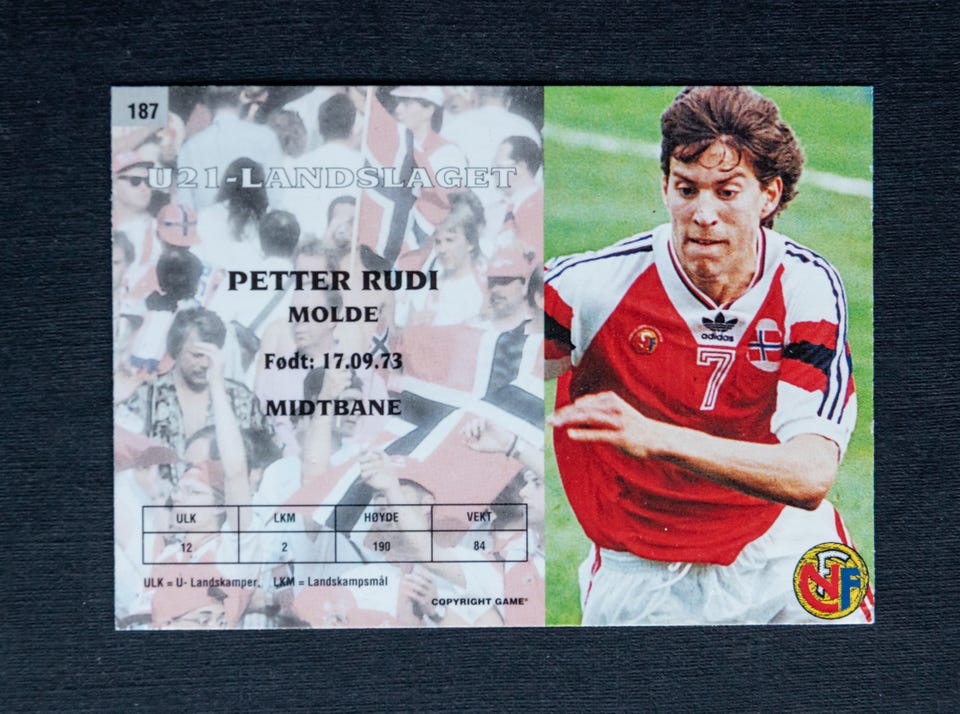 187
U21-LANDSLAGET
PETTER RUDI
MOLDE
Født: 17.09.73
MIDTBANE
ULK LKM HØYDE VEKT
12 2 190 84
ULK = U- Landskamper. LKM = Landskampsmål
COPYRIGHT GAME®
adidas
7
NFF